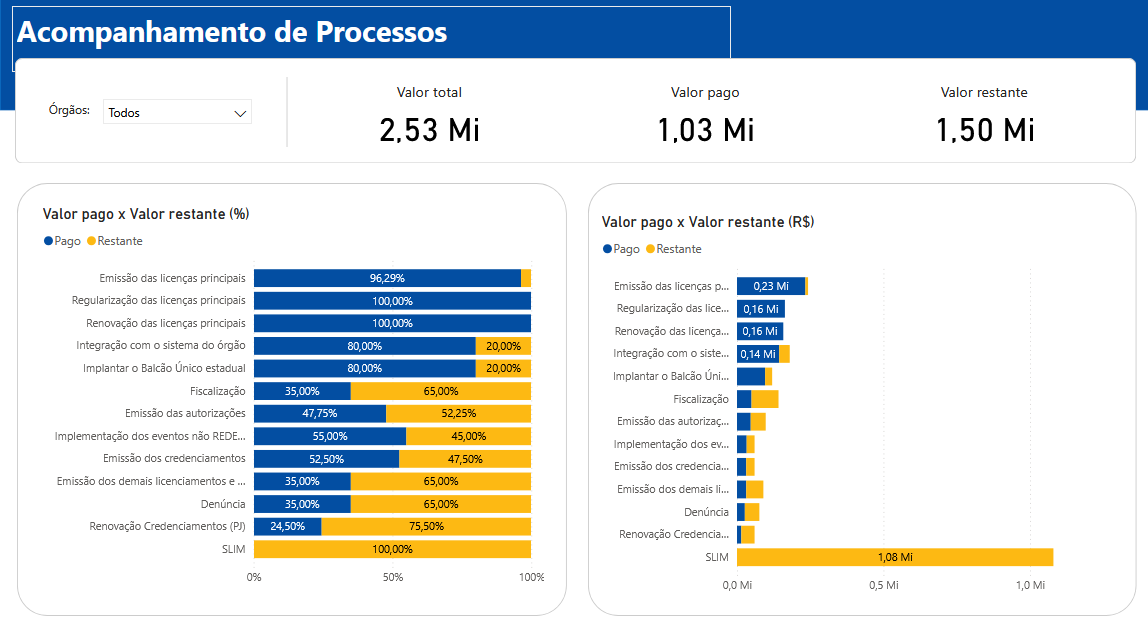 Acompanhamento de Processos
Órgãos:
Todos
Valor total
2,53 Mi
Valor pago
1,03 Mi
Valor restante
1,50 Mi
Valor pago x Valor restante (%)
Pago Restante
Emissão das licenças principais 96,29%
Regularização das licenças principais 100,00%
Renovação das licenças principais 100,00%
Integração com o sistema do órgão 80,00% 20,00%
Implantar o Balcão Único estadual 80,00% 20,00%
Fiscalização 35,00% 65,00%
Emissão das autorizações 47,75% 52,25%
Implementação dos eventos não REDE... 55,00% 45,00%
Emissão dos credenciamentos 52,50% 47,50%
Emissão dos demais licenciamentos e ... 35,00% 65,00%
Denúncia 35,00% 65,00%
Renovação Credenciamentos (PJ) 24,50% 75,50%
SLIM 100,00%
0% 50% 100%
Valor pago x Valor restante (R$)
Pago Restante
Emissão das licenças p... 0,23 Mi
Regularização das lice... 0,16 Mi
Renovação das licença... 0,16 Mi
Integração com o siste... 0,14 Mi
Implantar o Balcão Úni...
Fiscalização
Emissão das autorizaç...
Implementação dos ev...
Emissão dos credencia...
Emissão dos demais li...
Denúncia
Renovação Credencia...
SLIM 1,08 Mi
0,0 Mi 0,5 Mi 1,0 Mi